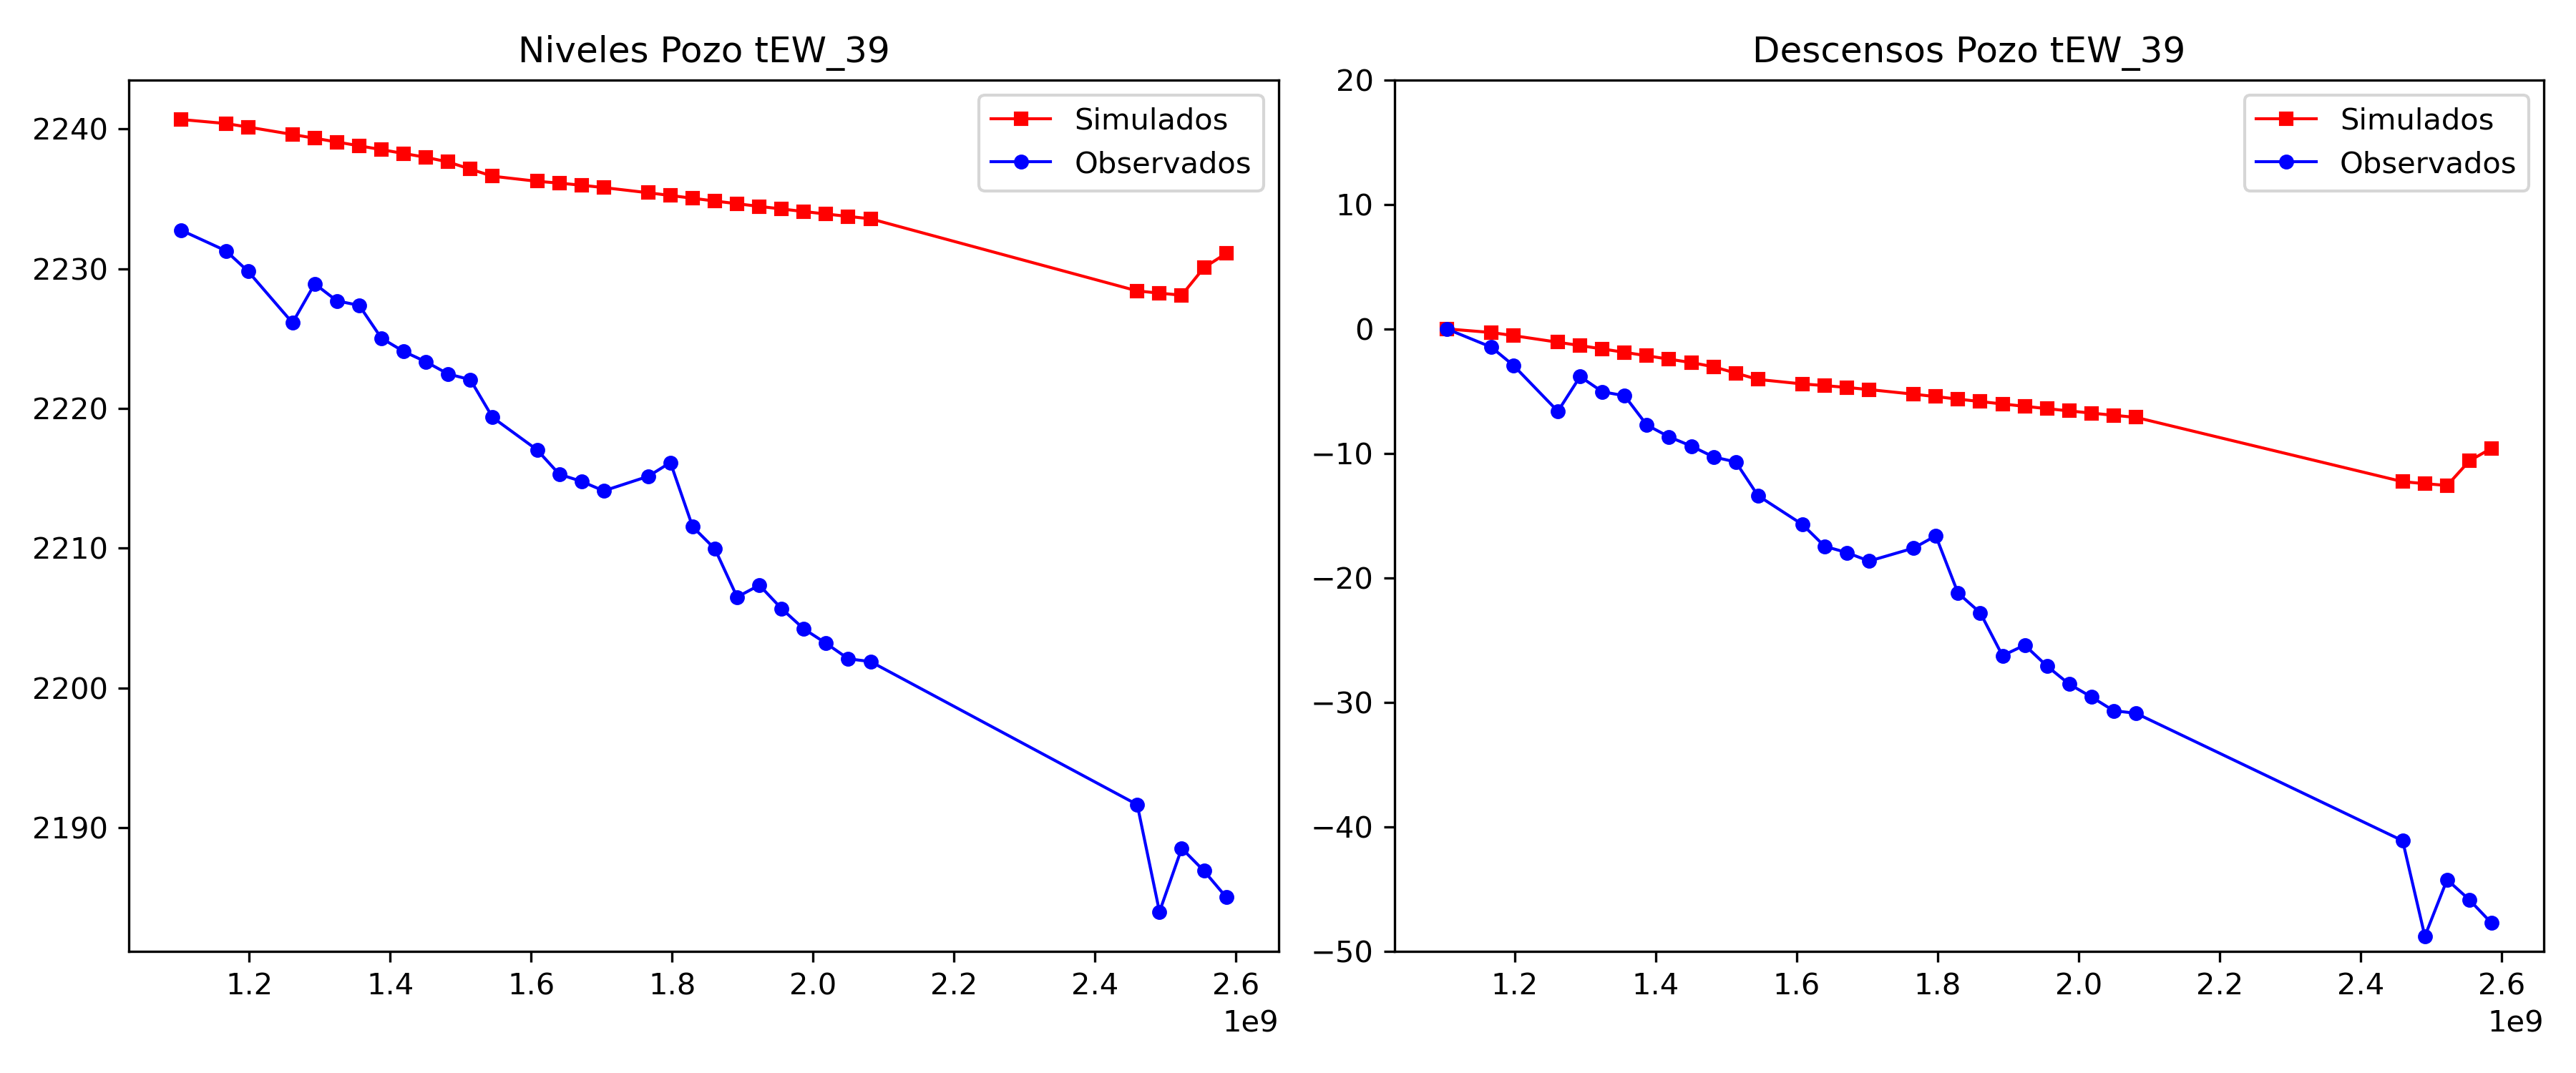 Niveles Pozo tEW_39
2240
2230
2220
2210
2200
2190
1.2 1.4 1.6 1.8 2.0 2.2 2.4 2.6
1e9
Simulados
Observados
Descensos Pozo tEW_39
20
10
0
−10
−20
−30
−40
−50
1.2 1.4 1.6 1.8 2.0 2.2 2.4 2.6
1e9
Simulados
Observados